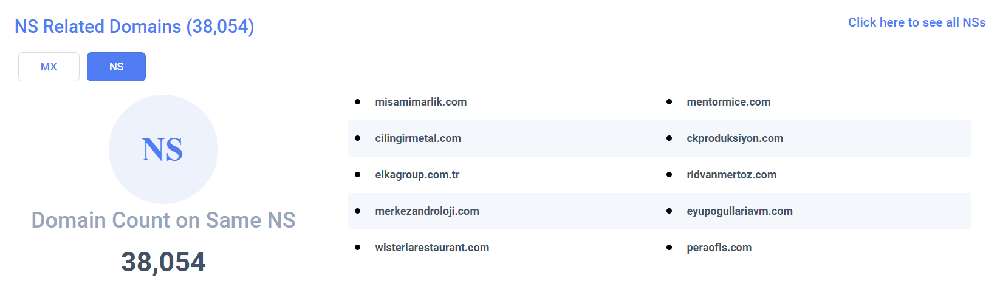 NS Related Domains (38,054)
Click here to see all NSs
MX
NS
NS
Domain Count on Same NS
38,054
misamimarlik.com
mentormice.com
cilingirmetal.com
ckproduksiyon.com
elkagroup.com.tr
ridvanmertoz.com
merkezandroloji.com
eyupogullariavm.com
wisteriarestaurant.com
peraofis.com